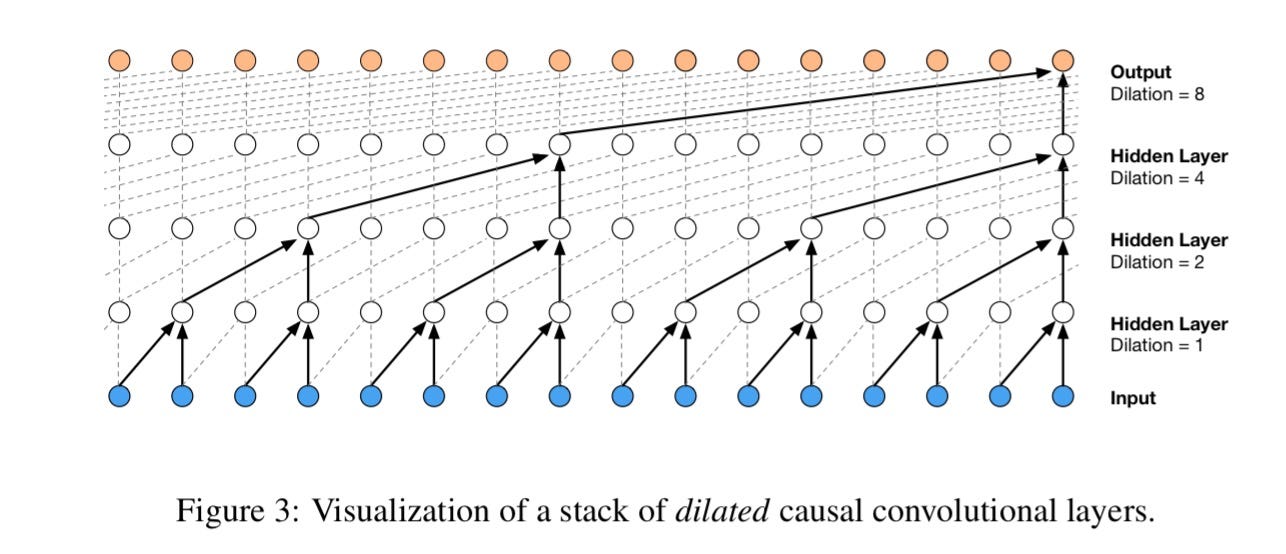 Output
Dilation = 8
Hidden Layer
Dilation = 4
Hidden Layer
Dilation = 2
Hidden Layer
Dilation = 1
Input
Figure 3: Visualization of a stack of dilated causal convolutional layers.